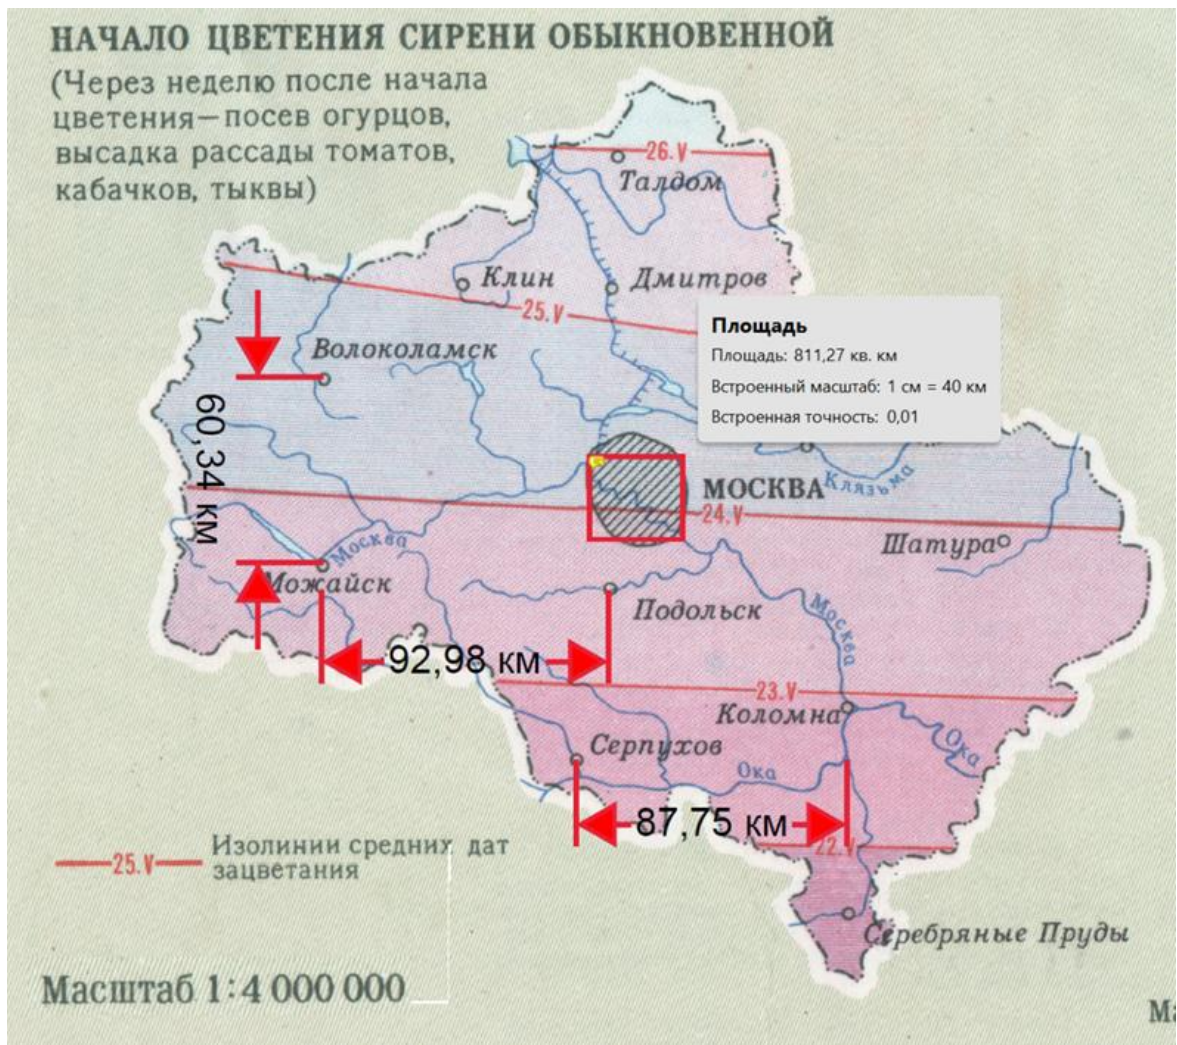 НАЧАЛО ЦВЕТЕНИЯ СИРЕНИ ОБЫКНОВЕННОЙ
(Через неделю после начала
цветения—посев огурцов,
высадка рассады томатов,
кабачков, тыквы)
26.V
Талдом
Клин
Дмитров
25.V
Площадь
Площадь: 811,27 кв. км
Встроенный масштаб: 1 см = 40 км
Встроенная точность: 0,01
Волоколамск
60,34 км
МОСКВА
Клязьма
24.V
Москва
Шатура
Можайск
Подольск
Москва
92,98 км
23.V
Коломна
Ока
Серпухов
Ока
87,75 км
22.V
25.V
Изолинии средних дат
зацветания
Серебряные Пруды
Масштаб 1:4 000 000